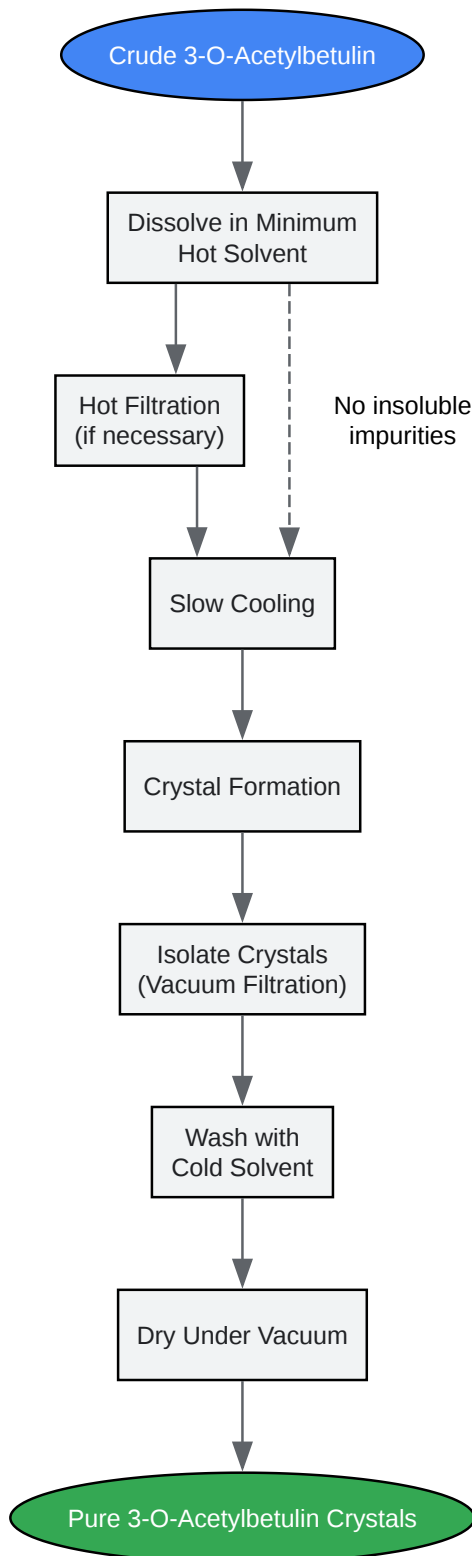 Crude 3-O-Acetylbetulin
Dissolve in Minimum
Hot Solvent
Hot Filtration
(if necessary)
No insoluble
impurities
Slow Cooling
Crystal Formation
Isolate Crystals
(Vacuum Filtration)
Wash with
Cold Solvent
Dry Under Vacuum
Pure 3-O-Acetylbetulin Crystals